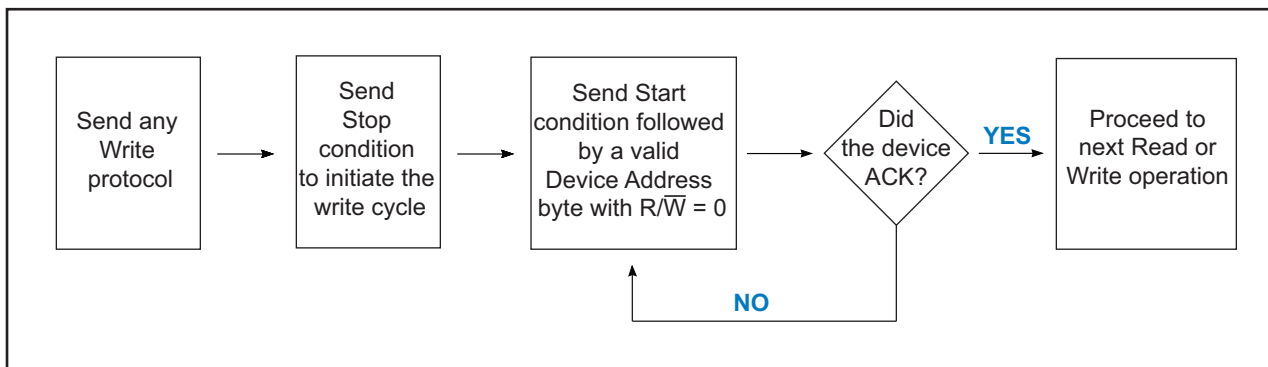 Send any
Write
protocol
Send
Stop
condition
to initiate the
write cycle
Send Start
condition followed
by a valid
Device Address
byte with R/W̅ = 0
Did
the device
ACK?
YES
NO
Proceed to
next Read or
Write operation